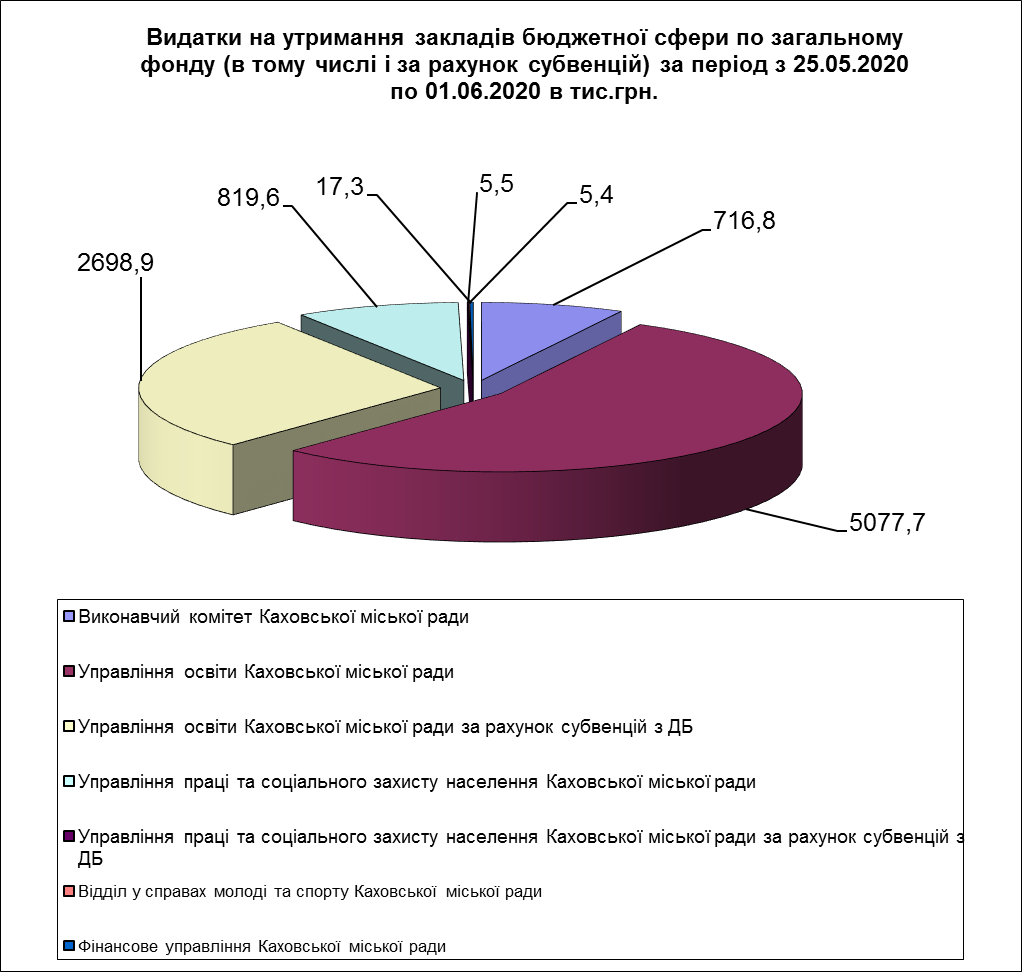 Видатки на утримання закладів бюджетної сфери по загальному
фонду (в тому числі і за рахунок субвенцій) за період з 25.05.2020
по 01.06.2020 в тис.грн.
17,3
5,5
5,4
819,6
716,8
2698,9
5077,7
Виконавчий комітет Каховської міської ради
Управління освіти Каховської міської ради
Управління освіти Каховської міської ради за рахунок субвенцій з ДБ
Управління праці та соціального захисту населення Каховської міської ради
Управління праці та соціального захисту населення Каховської міської ради за рахунок субвенцій з
ДБ
Відділ у справах молоді та спорту Каховської міської ради
Фінансове управління Каховської міської ради